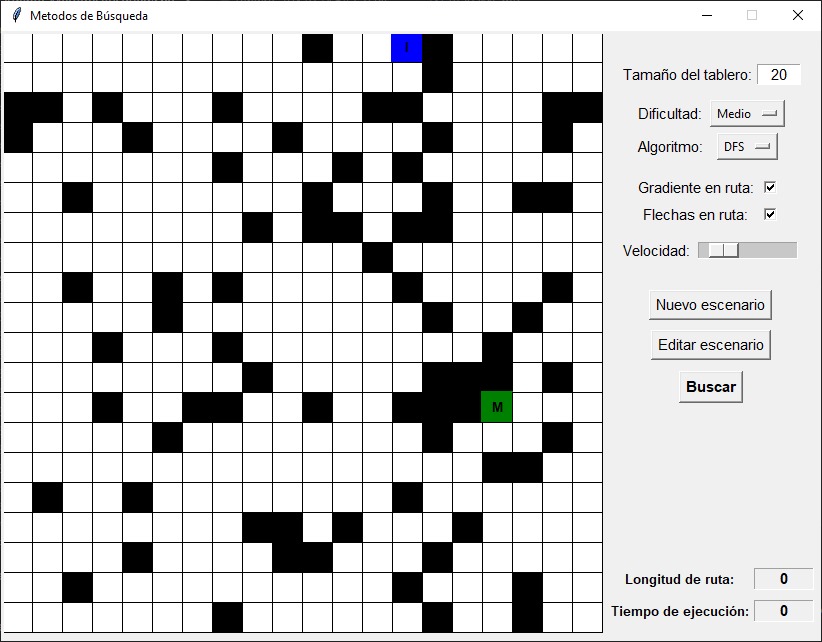 Metodos de Búsqueda
I
Tamaño del tablero: 20
Dificultad: Medio
Algoritmo: DFS
Gradiente en ruta:
Flechas en ruta:
Velocidad:
Nuevo escenario
Editar escenario
Buscar
M
Longitud de ruta: 0
Tiempo de ejecución: 0